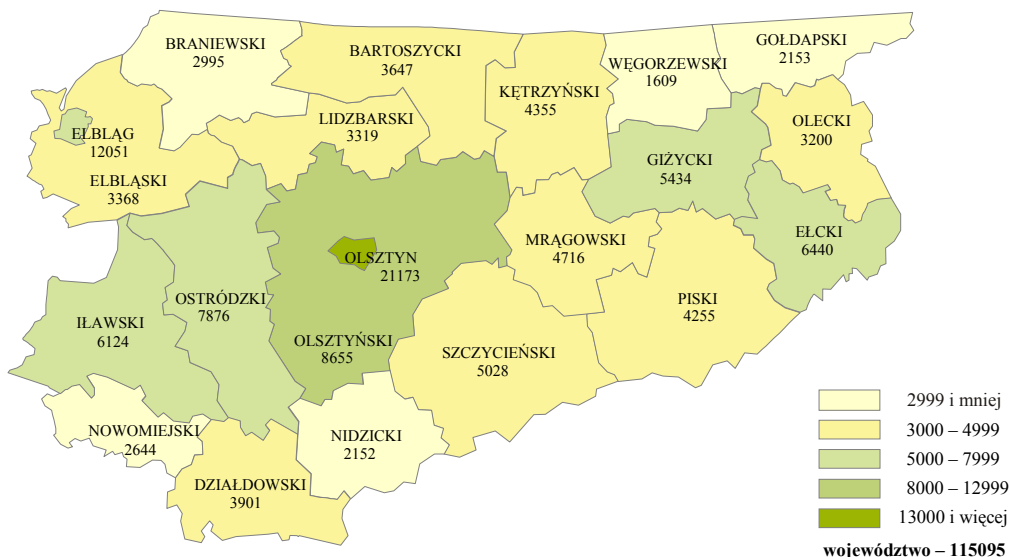 BRANIEWSKI
2995
BARTOSZYCKI
3647
KĘTRZYŃSKI
4355
WĘGORZEWSKI
1609
GOŁDAPSKI
2153
ELBLĄG
12051
ELBLĄSKI
3368
LIDZBARSKI
3319
GIŻYCKI
5434
OLECKI
3200
EŁCKI
6440
MRĄGOWSKI
4716
OLSZTYN
21173
OLSZTYŃSKI
8655
OSTRÓDZKI
7876
IŁAWSKI
6124
PISKI
4255
SZCZYCIEŃSKI
5028
NOWOMIEJSKI
2644
NIDZICKI
2152
DZIAŁDOWSKI
3901
2999 i mniej
3000 – 4999
5000 – 7999
8000 – 12999
13000 i więcej
województwo – 115095